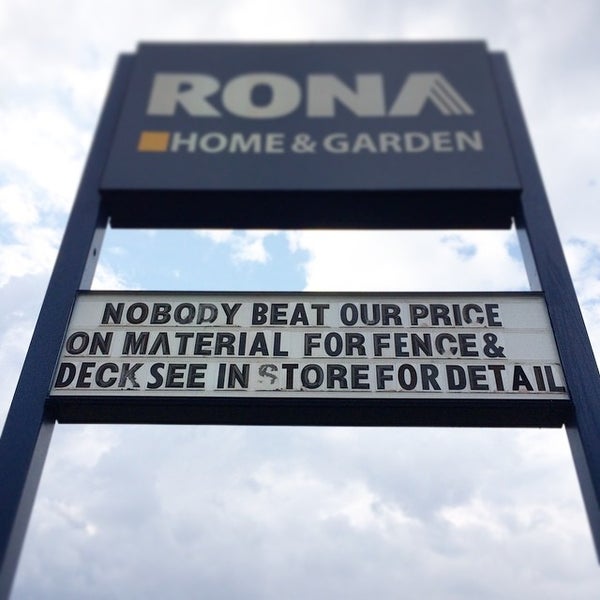 RONA
HOME & GARDEN
NOBODY BEAT OUR PRICE
ON MATERIAL FOR FENCE &
DECK SEE IN STORE FOR DETAIL